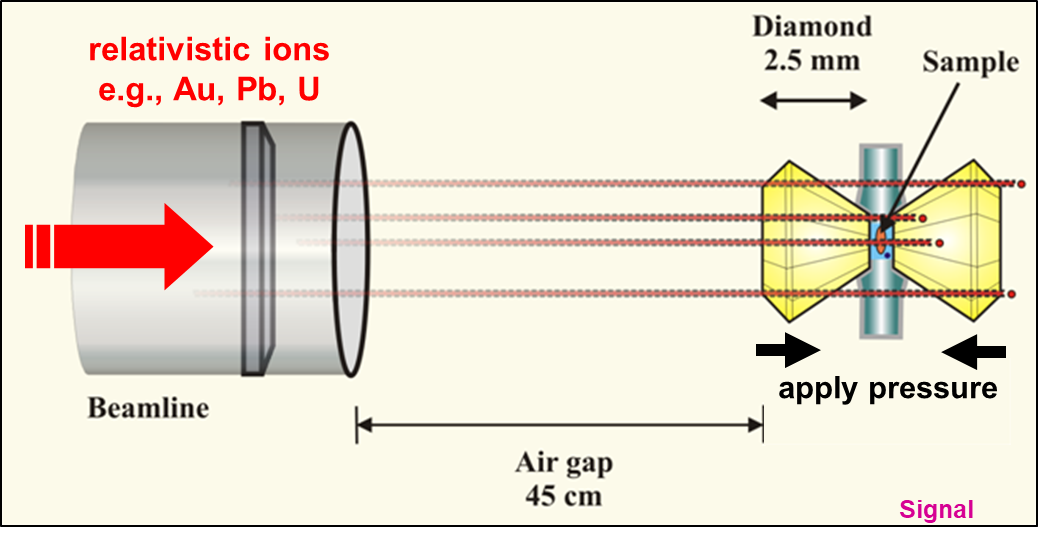 relativistic ions
e.g., Au, Pb, U
Diamond
2.5 mm
Sample
Beamline
apply pressure
Air gap
45 cm
Signal